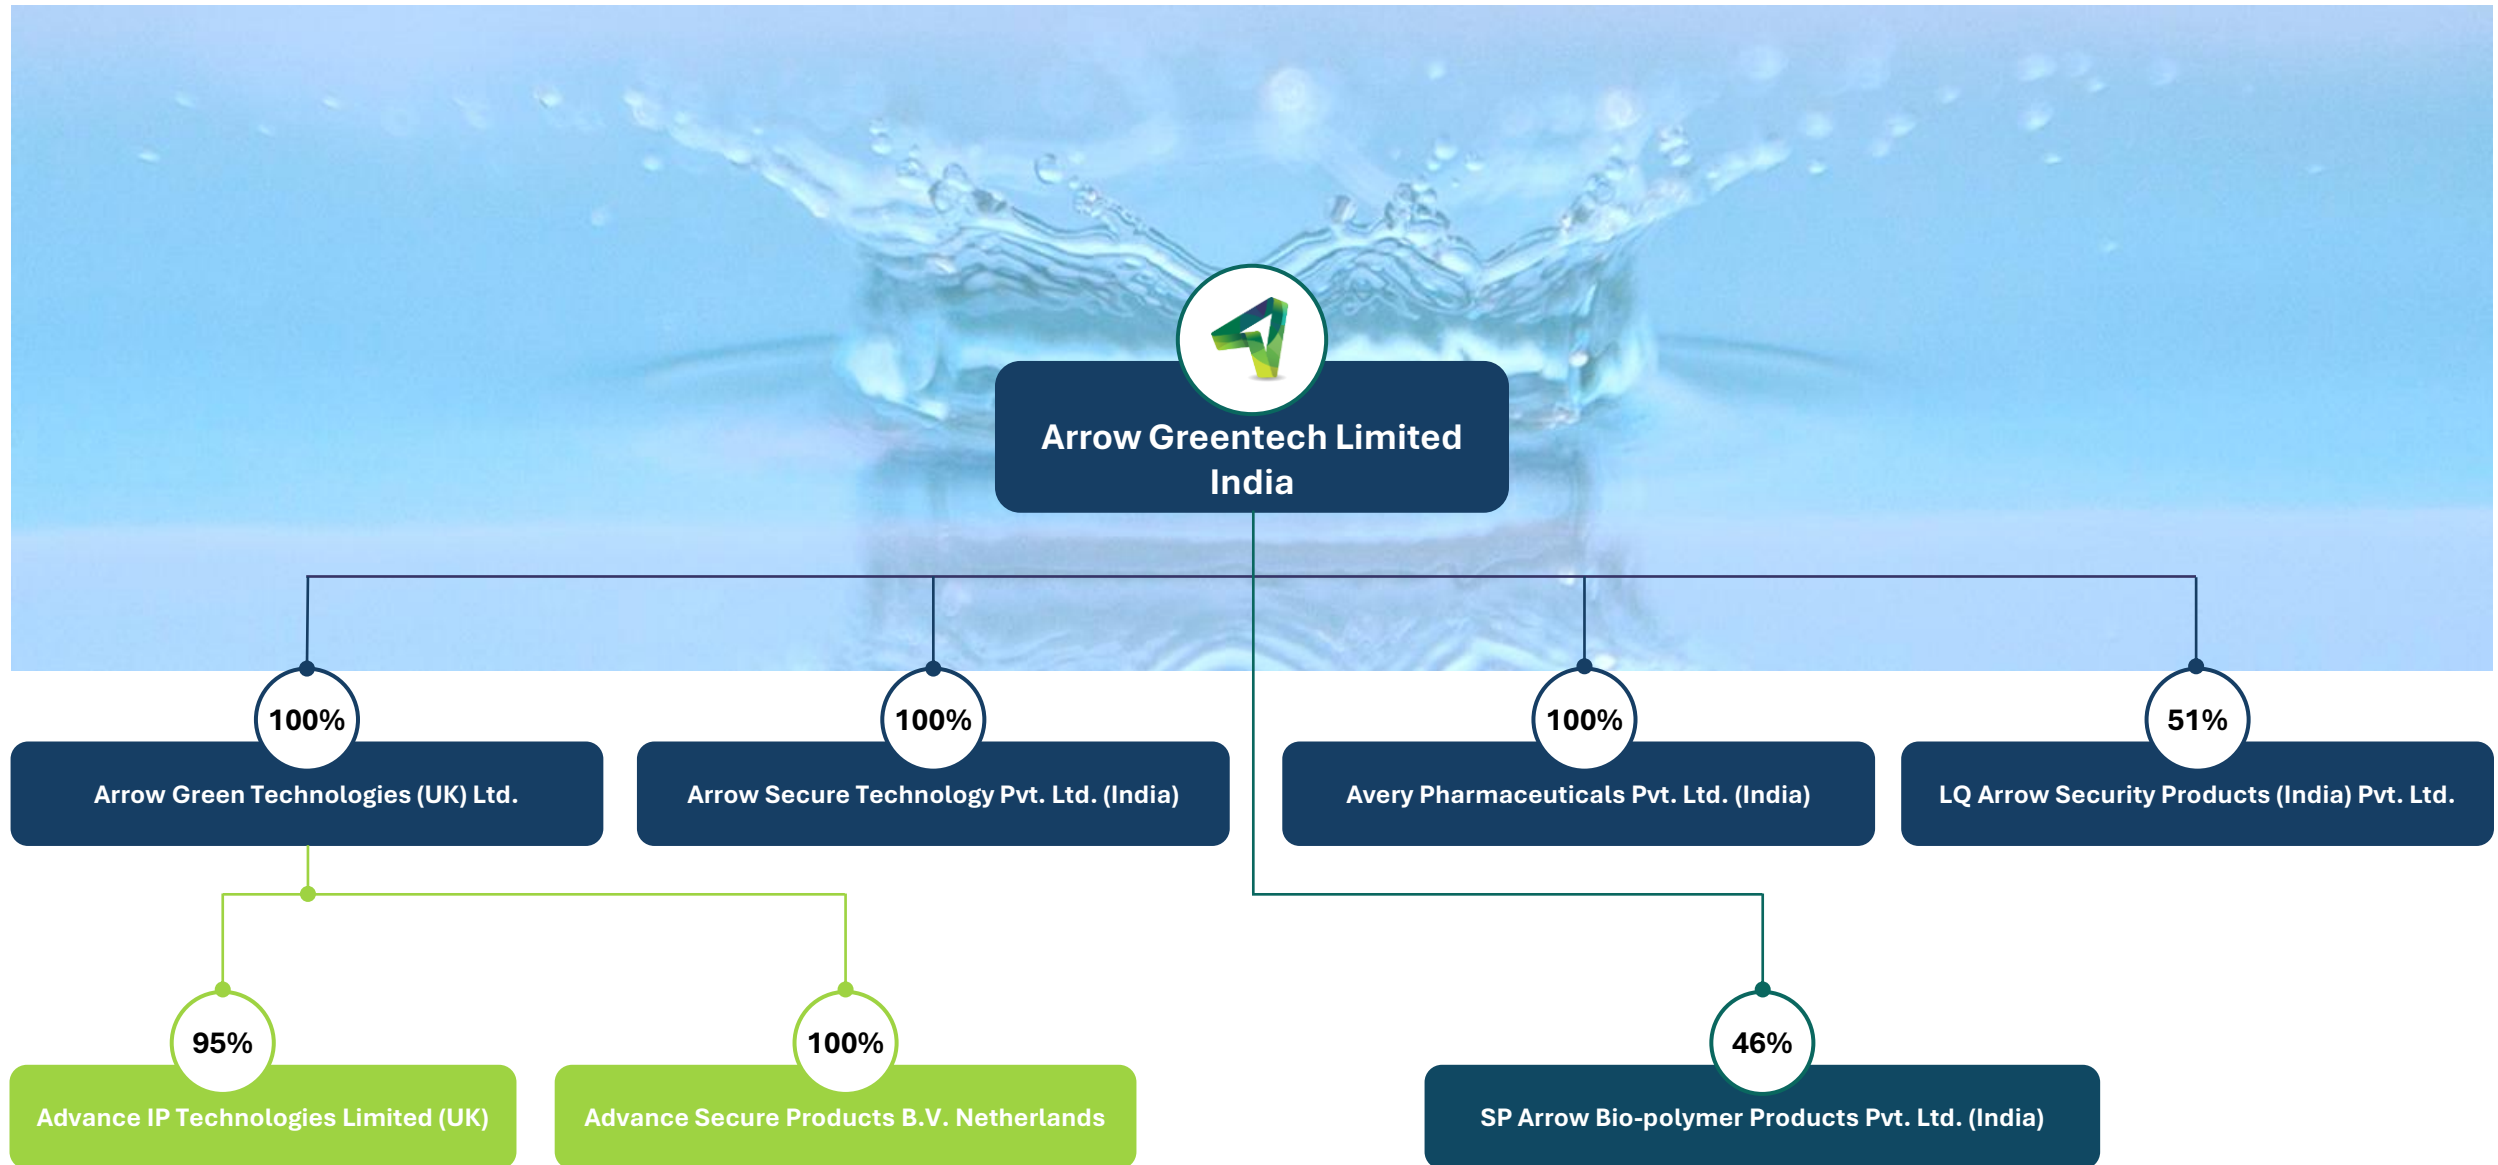 Arrow Greentech Limited
India
100%
100%
100%
51%
Arrow Green Technologies (UK) Ltd.
Arrow Secure Technology Pvt. Ltd. (India)
Avery Pharmaceuticals Pvt. Ltd. (India)
LQ Arrow Security Products (India) Pvt. Ltd.
95%
100%
46%
Advance IP Technologies Limited (UK)
Advance Secure Products B.V. Netherlands
SP Arrow Bio-polymer Products Pvt. Ltd. (India)